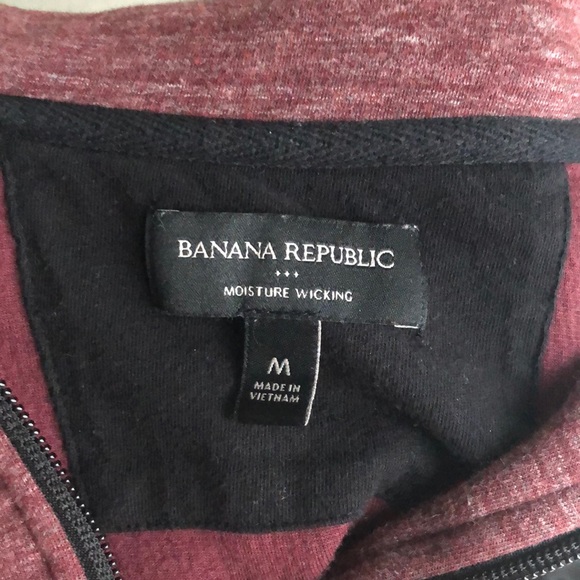 BANANA REPUBLIC
MOISTURE WICKING
M
MADE IN
VIETNAM